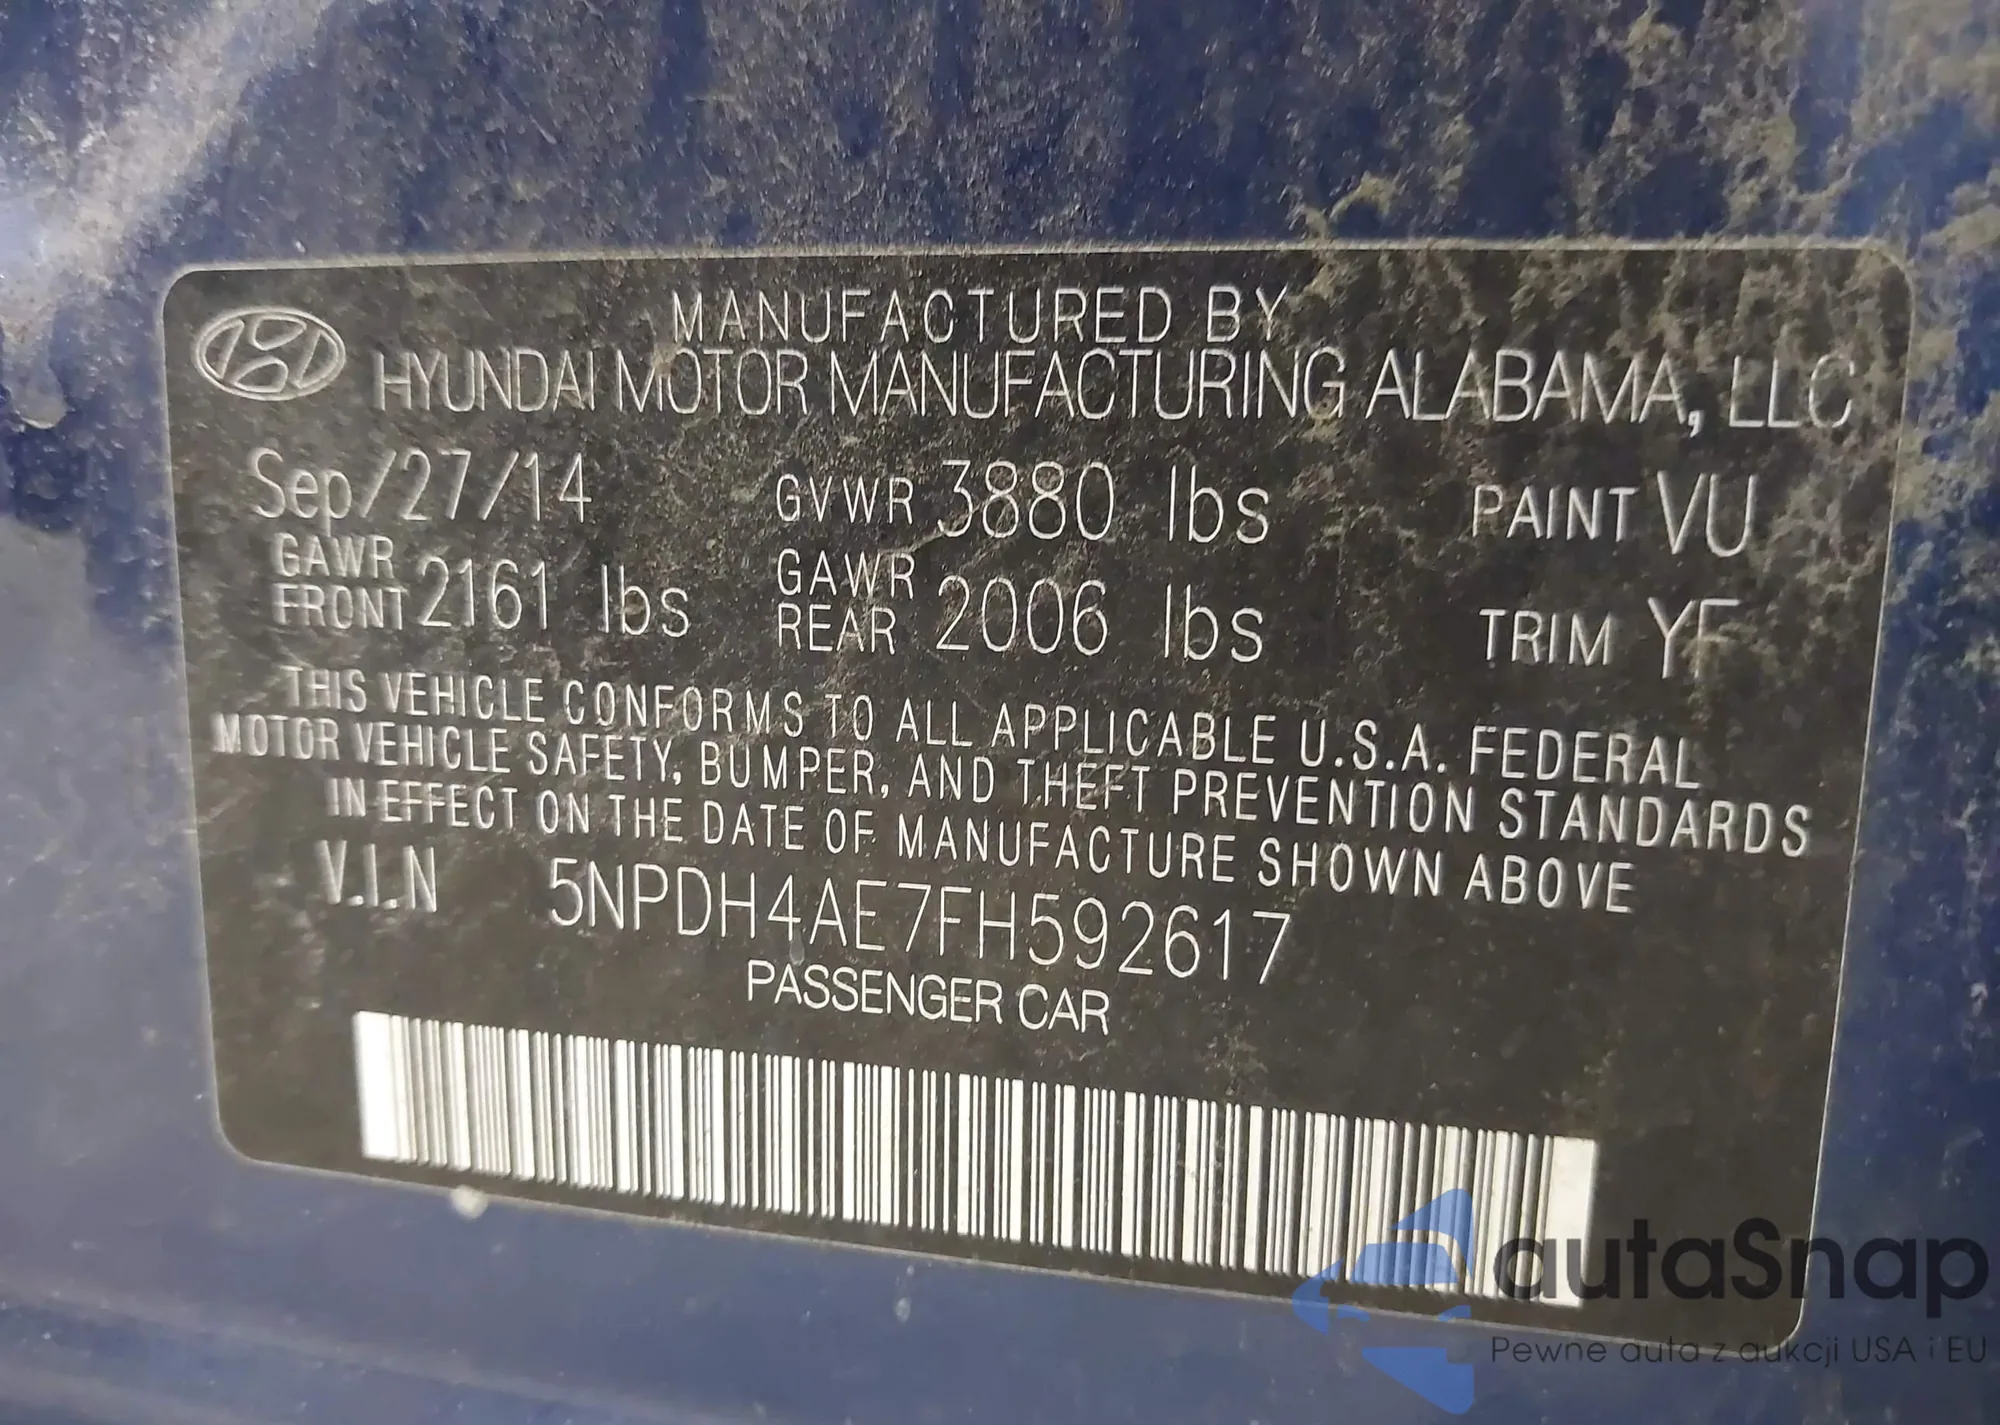 MANUFACTURED BY
HYUNDAI MOTOR MANUFACTURING ALABAMA, LLC
Sep/27/14 GVWR 3880 lbs PAINT VU
GAWR FRONT 2161 lbs GAWR REAR 2006 lbs TRIM YF
THIS VEHICLE CONFORMS TO ALL APPLICABLE U.S.A. FEDERAL
MOTOR VEHICLE SAFETY, BUMPER, AND THEFT PREVENTION STANDARDS
IN EFFECT ON THE DATE OF MANUFACTURE SHOWN ABOVE
V.I.N 5NPDH4AE7FH592617
PASSENGER CAR
autaSnap
Pewne auta z aukcji USA i EU